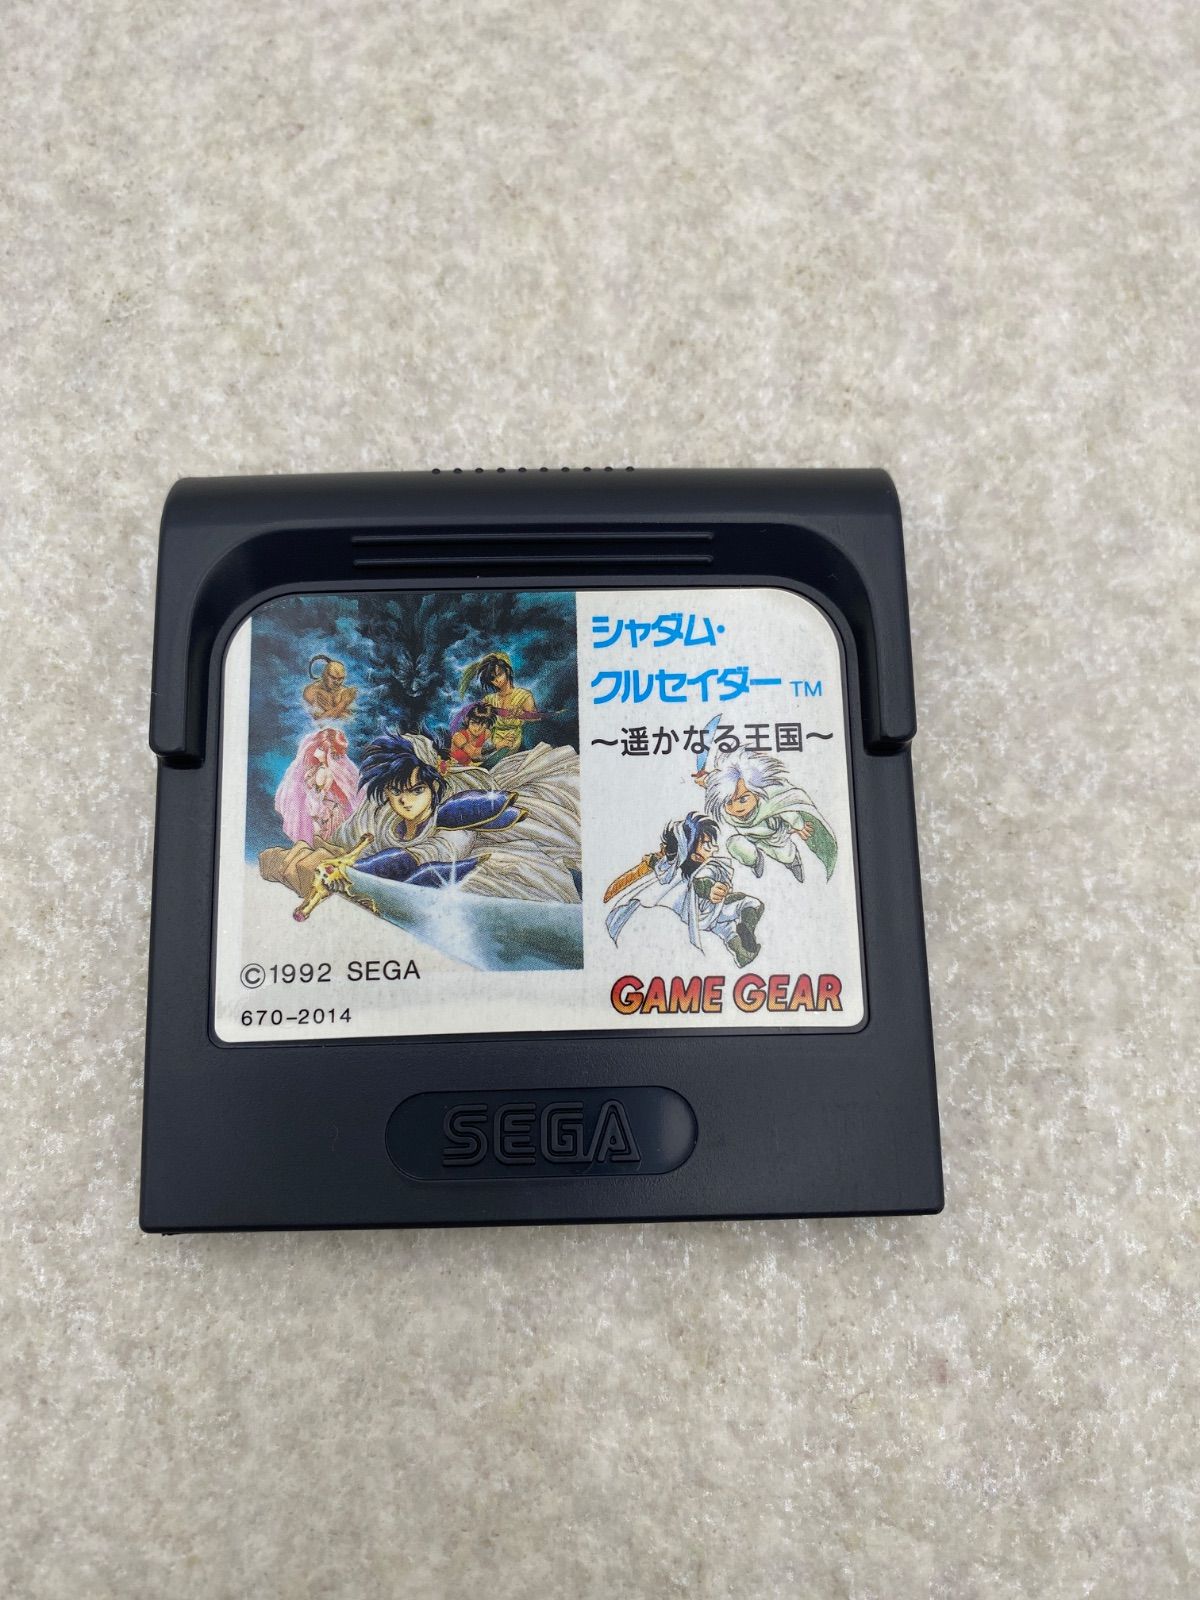 シャダム・
クルセイダー TM
～遥かなる王国～
©1992 SEGA
670-2014
GAME GEAR
SEGA